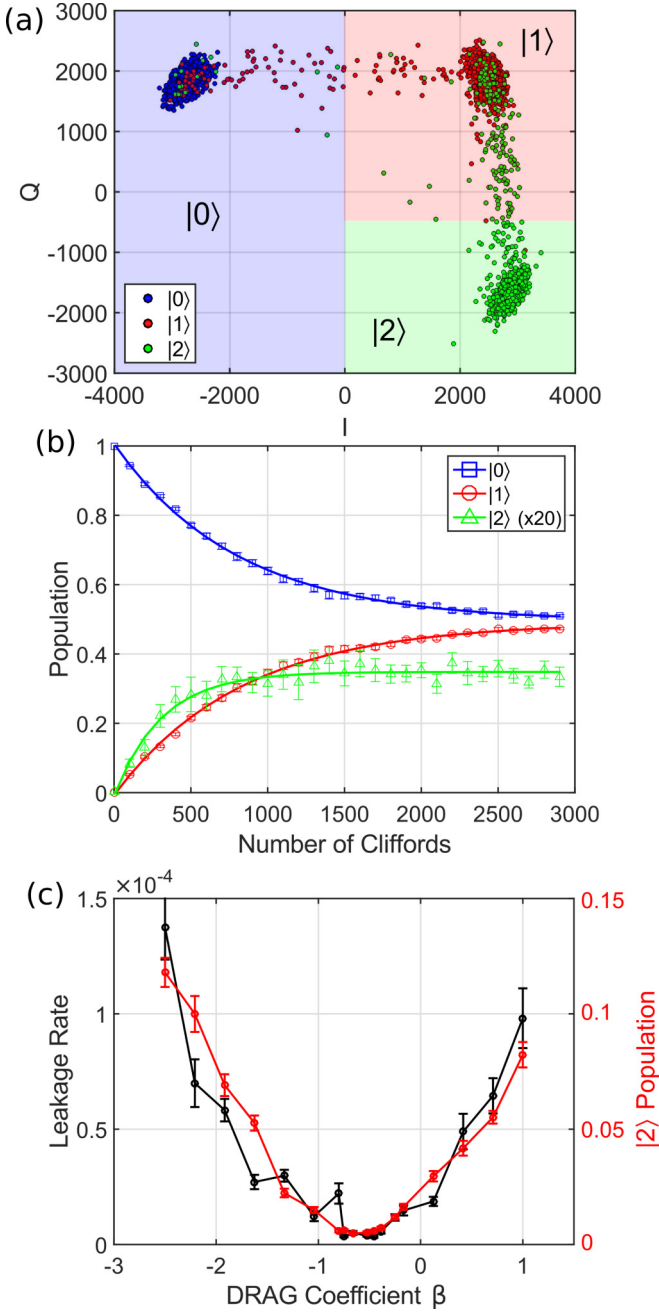 (a)
3000
2000
1000
0
-1000
-2000
-3000
Q
|0⟩
|1⟩
|2⟩
|0⟩
|1⟩
|2⟩
-4000 -2000 0 2000 4000
I
(b)
1
0.8
0.6
0.4
0.2
0
Population
|0⟩
|1⟩
|2⟩ (x20)
0 500 1000 1500 2000 2500 3000
Number of Cliffords
(c)
×10⁻⁴
1.5
1
0.5
0
Leakage Rate
0.15
0.1
0.05
0
|2⟩ Population
-3 -2 -1 0 1
DRAG Coefficient β